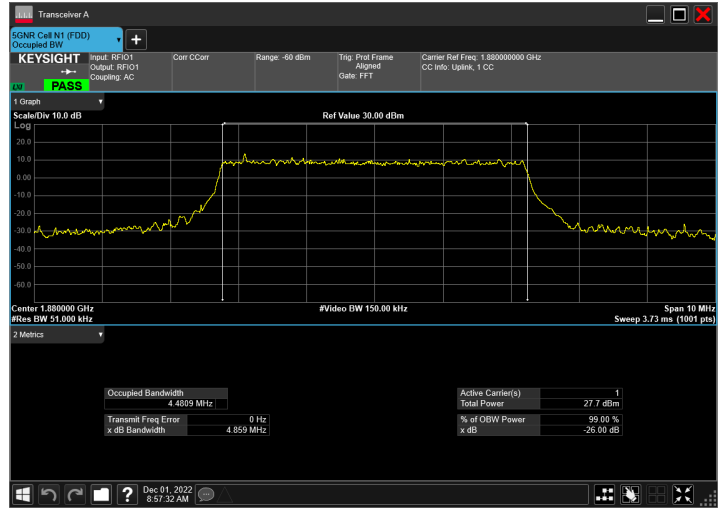 Transceiver A
5GNR Cell N1 (FDD)
Occupied BW
KEYSIGHT
LXI
PASS
Input: RFIO1
Output: RFIO1
Coupling: AC
Corr CCorr
Range: -60 dBm
Trig: Prot Frame
Aligned
Gate: FFT
Carrier Ref Freq: 1.880000000 GHz
CC Info: Uplink, 1 CC
1 Graph
Scale/Div 10.0 dB
Ref Value 30.00 dBm
Log
20.0
10.0
0.00
-10.0
-20.0
-30.0
-40.0
-50.0
-60.0
Center 1.880000 GHz
#Video BW 150.00 kHz
Span 10 MHz
#Res BW 51.000 kHz
Sweep 3.73 ms (1001 pts)
2 Metrics
Occupied Bandwidth
4.4809 MHz
Transmit Freq Error 0 Hz
x dB Bandwidth 4.859 MHz
Active Carrier(s) 1
Total Power 27.7 dBm
% of OBW Power 99.00 %
x dB -26.00 dB
Dec 01, 2022
8:57:32 AM